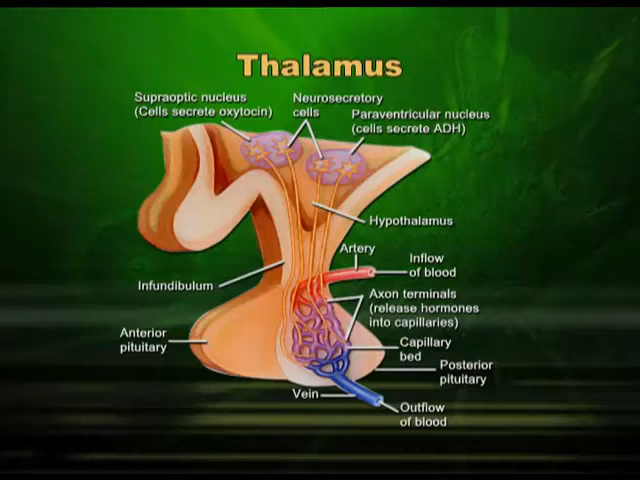 Thalamus
Supraoptic nucleus
(Cells secrete oxytocin)
Neurosecretory
cells
Paraventricular nucleus
(cells secrete ADH)
Hypothalamus
Artery
Inflow
of blood
Infundibulum
Axon terminals
(release hormones
into capillaries)
Anterior
pituitary
Capillary
bed
Posterior
pituitary
Vein
Outflow
of blood